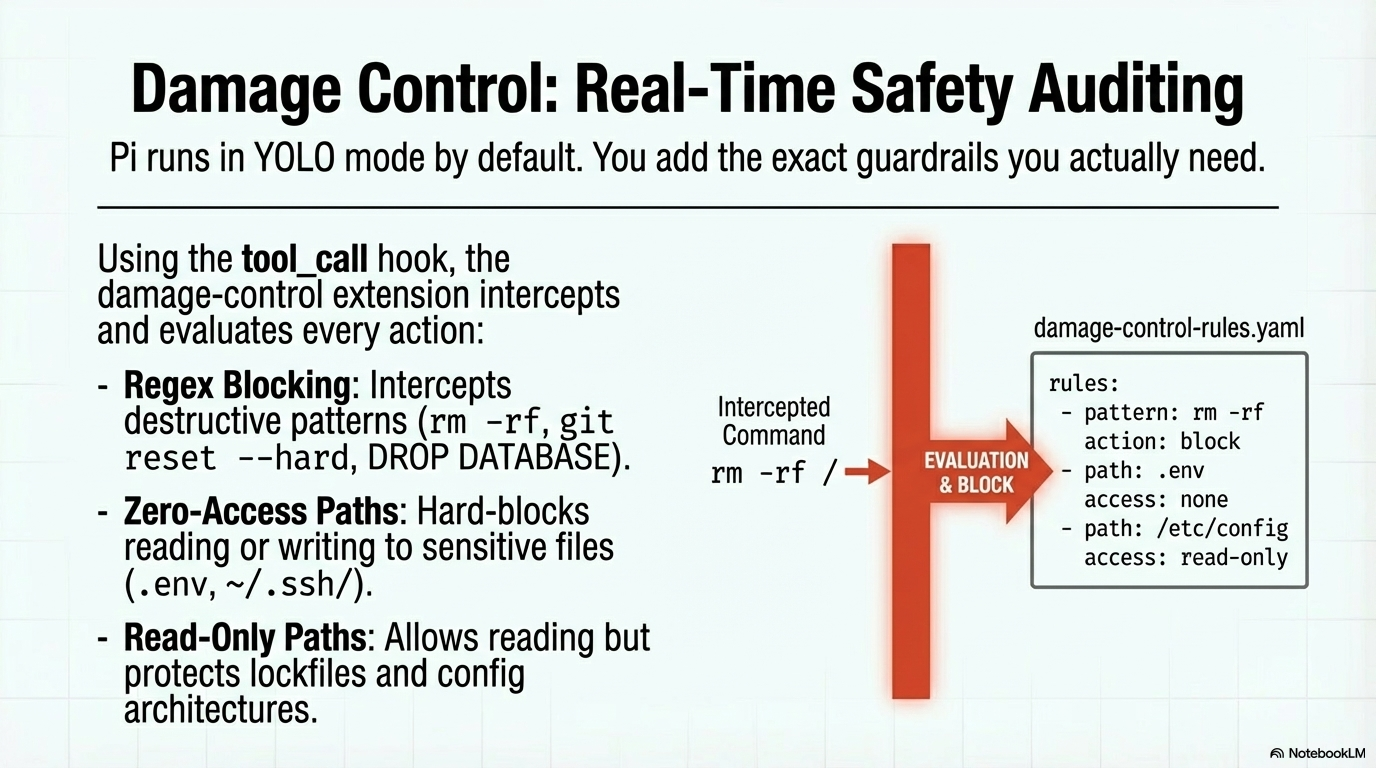 Damage Control: Real-Time Safety Auditing
Pi runs in YOLO mode by default. You add the exact guardrails you actually need.
Using the tool_call hook, the
damage-control extension intercepts
and evaluates every action:
- Regex Blocking: Intercepts
destructive patterns (rm -rf, git
reset --hard, DROP DATABASE).
- Zero-Access Paths: Hard-blocks
reading or writing to sensitive files
(.env, ~/.ssh/).
- Read-Only Paths: Allows reading but
protects lockfiles and config
architectures.
Intercepted
Command
rm -rf /
EVALUATION
& BLOCK
damage-control-rules.yaml
rules:
- pattern: rm -rf
action: block
- path: .env
access: none
- path: /etc/config
access: read-only
NotebookLM